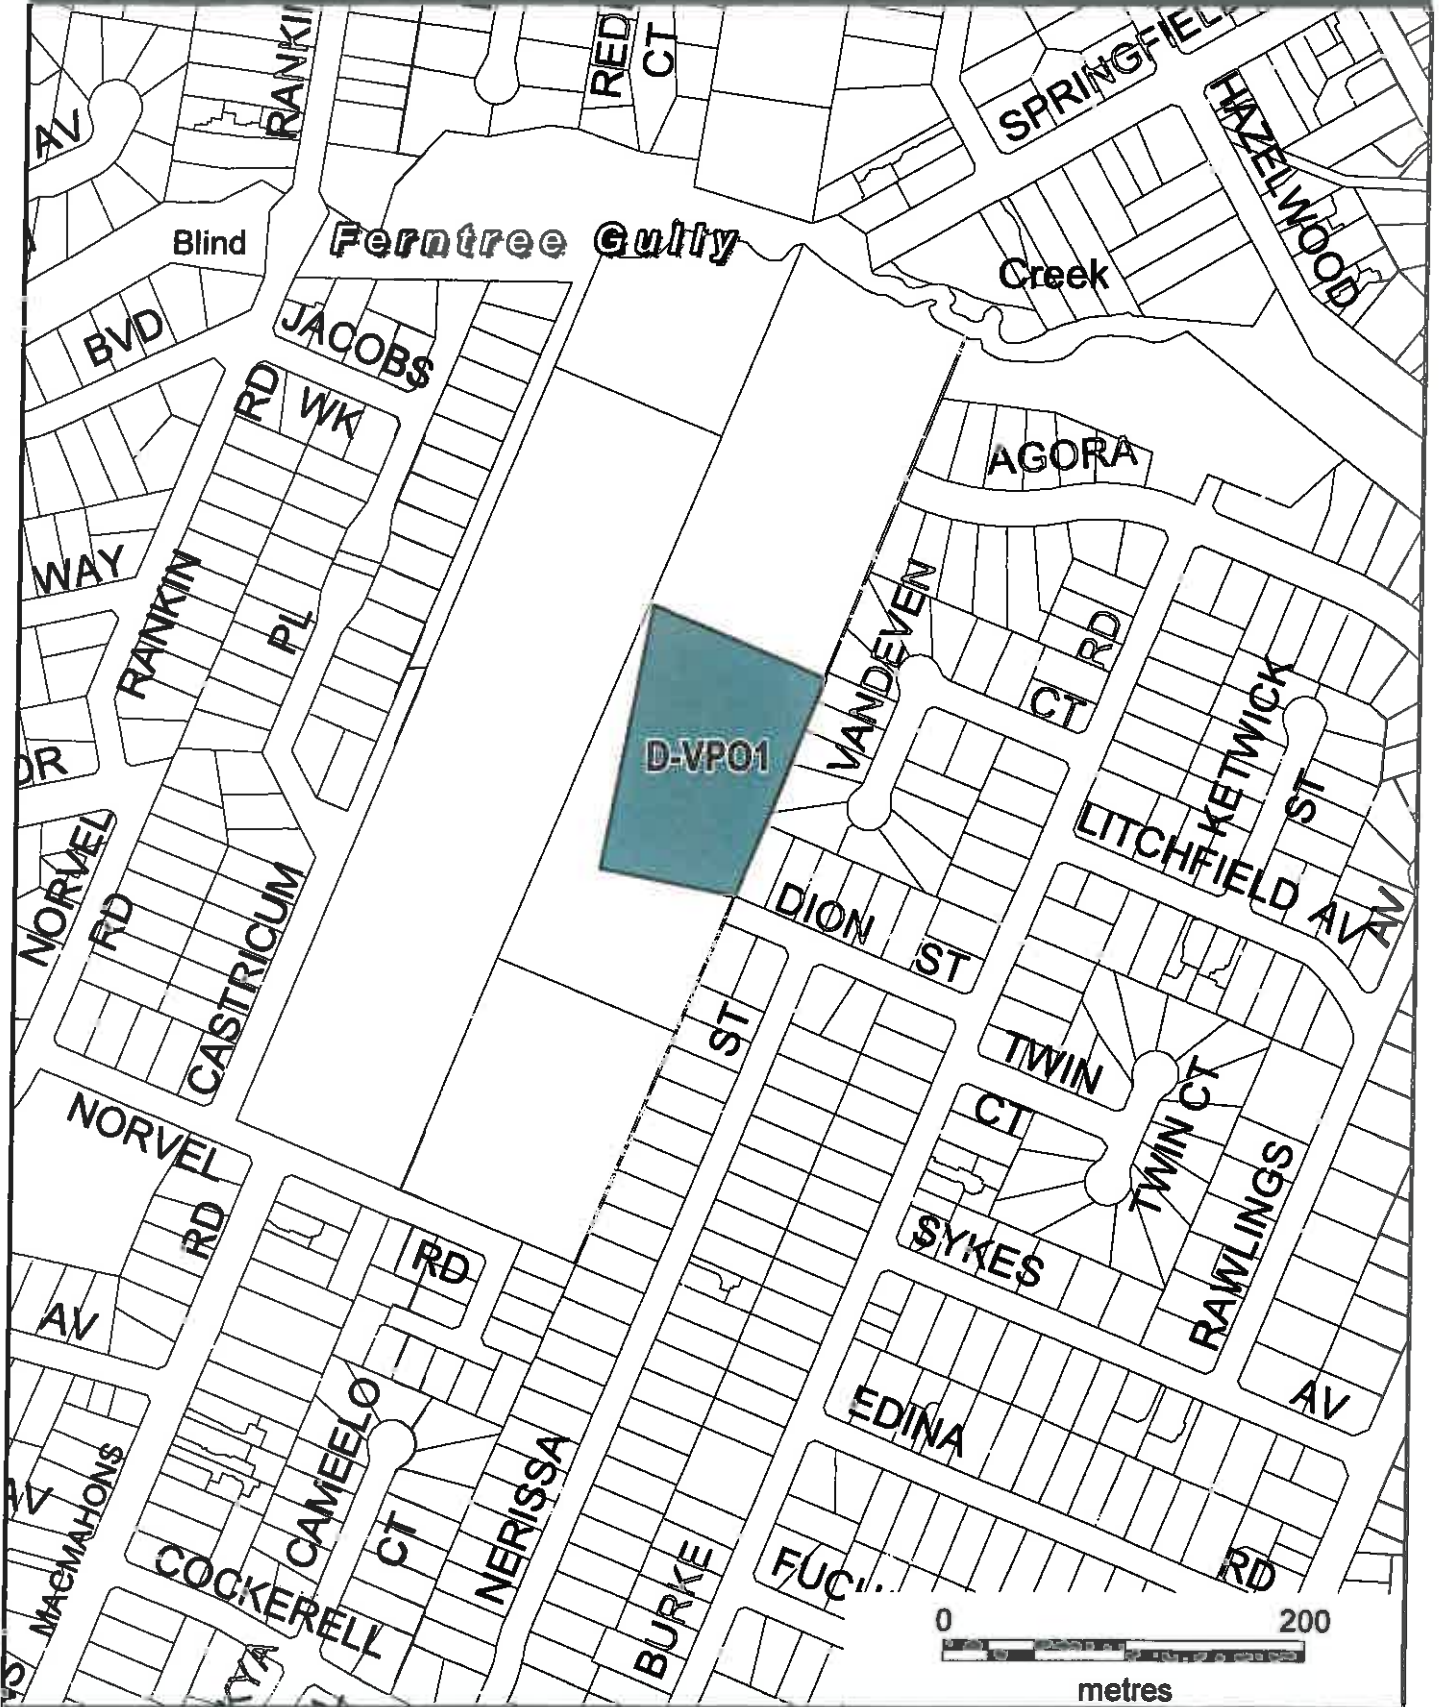 RANKI
RED
CT
SPRINGFIEL
HAZELWOOD
AV
Blind
Ferntree Gully
Creek
BVD
JACOBS
RD
WK
AGORA
WAY
RANKIN
PL
VANDEVEN
RD
CT
KETWICK
ST
D-VPO1
DR
NORVEL
RD
CASTRICUM
LITCHFIELD AV
AV
DION
ST
ST
TWIN
CT
TWIN CT
NORVEL
RD
RD
SYKES
RAWLINGS
AV
AV
EDINA
CAMEELO
CT
NERISSA
AV
MACMAHONS
COCKERELL
BURKE
RD
0 200
metres